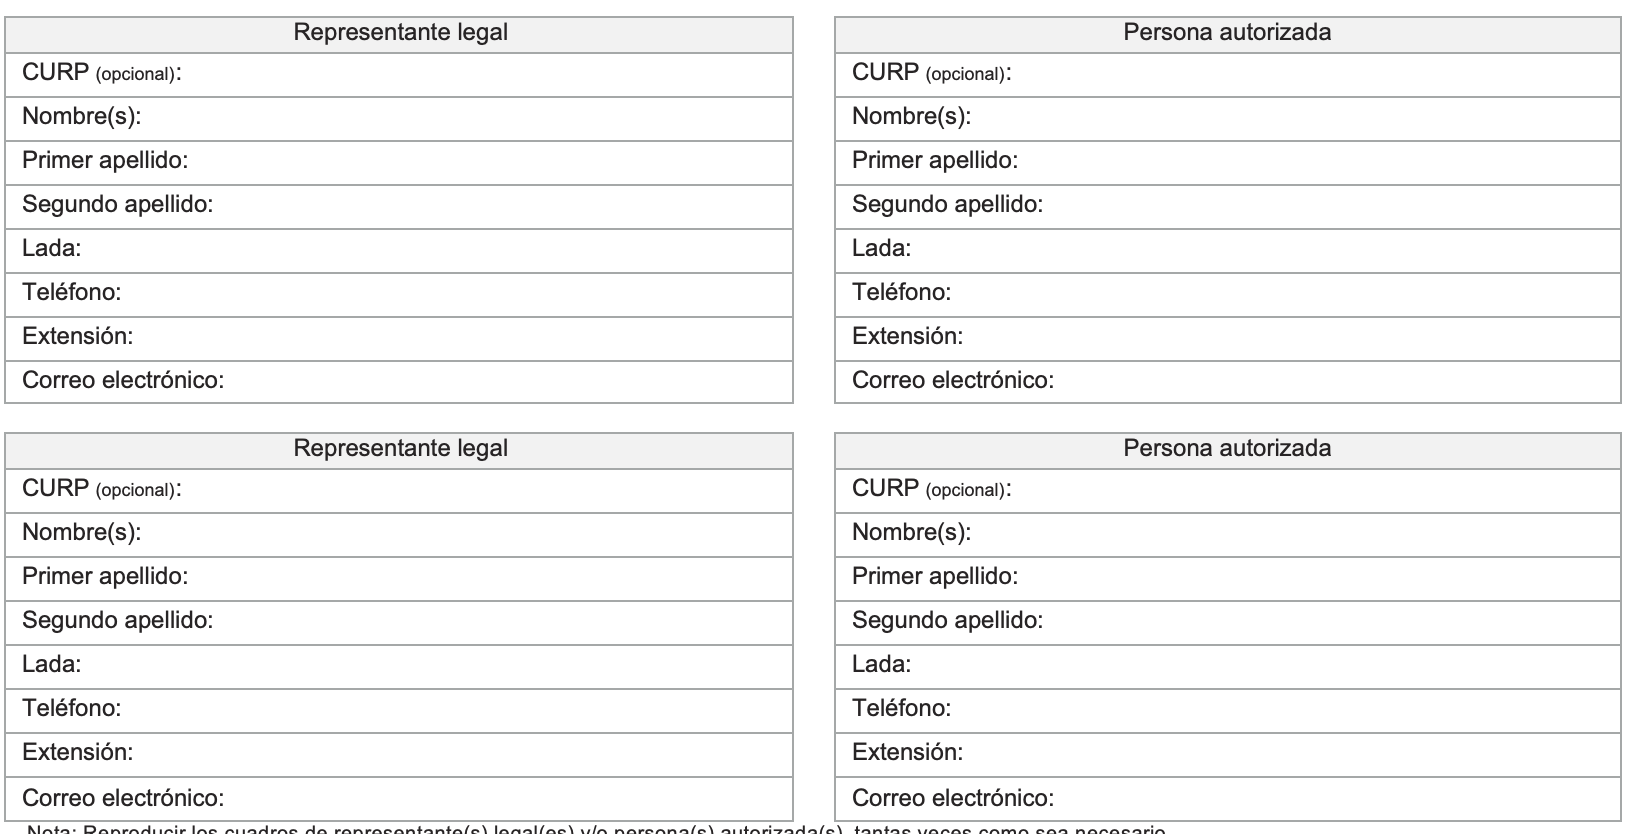 Representante legal
CURP (opcional):
Nombre(s):
Primer apellido:
Segundo apellido:
Lada:
Teléfono:
Extensión:
Correo electrónico:
Persona autorizada
CURP (opcional):
Nombre(s):
Primer apellido:
Segundo apellido:
Lada:
Teléfono:
Extensión:
Correo electrónico:
Representante legal
CURP (opcional):
Nombre(s):
Primer apellido:
Segundo apellido:
Lada:
Teléfono:
Extensión:
Correo electrónico:
Persona autorizada
CURP (opcional):
Nombre(s):
Primer apellido:
Segundo apellido:
Lada:
Teléfono:
Extensión:
Correo electrónico:
Nota: Reproducir los cuadros de representante(s) legal(es) y/o persona(s) autorizada(s), tantas veces como sea necesario